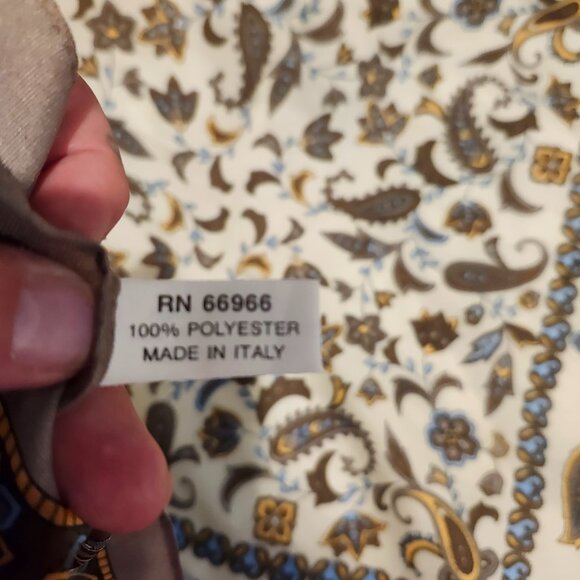 RN 66966
100% POLYESTER
MADE IN ITALY